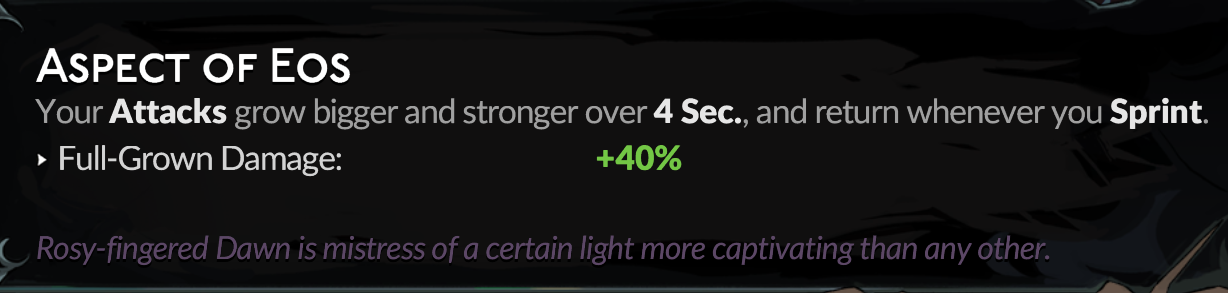 Aspect of Eos
Your Attacks grow bigger and stronger over 4 Sec., and return whenever you Sprint.
Full-Grown Damage: +40%
Rosy-fingered Dawn is mistress of a certain light more captivating than any other.